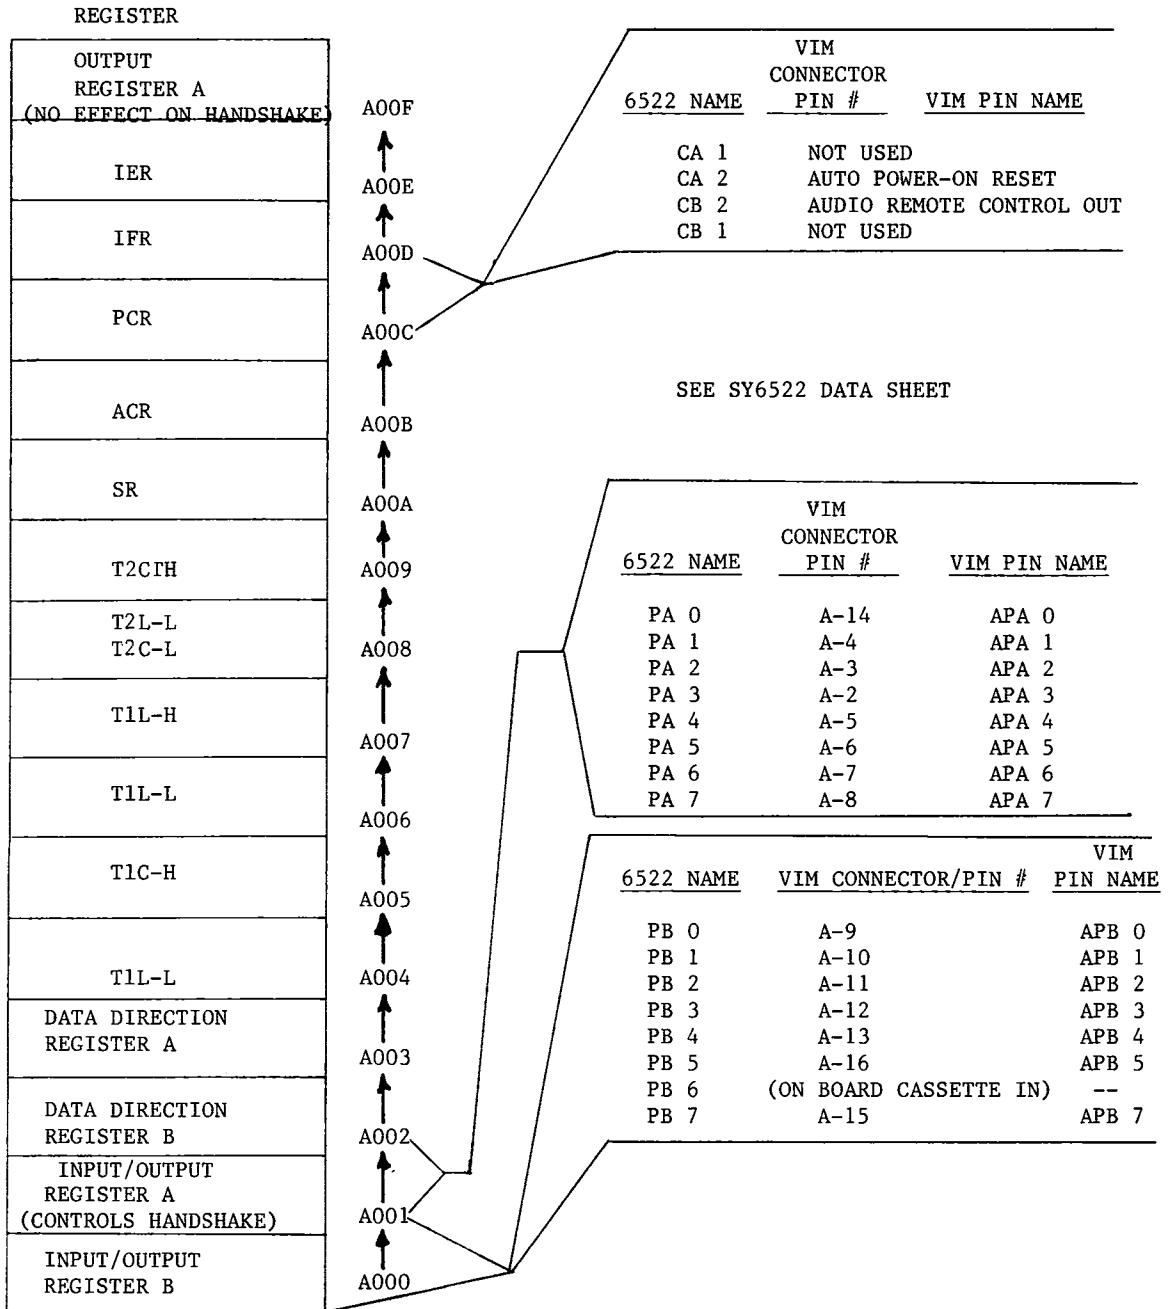 REGISTER
OUTPUT
REGISTER A
(NO EFFECT ON HANDSHAKE)
A00F
IER
A00E
IFR
A00D
PCR
A00C
ACR
A00B
SR
A00A
T2CΓH
A009
T2L-L
T2C-L
A008
T1L-H
A007
T1L-L
A006
T1C-H
A005
T1L-L
A004
DATA DIRECTION
REGISTER A
A003
DATA DIRECTION
REGISTER B
A002
INPUT/OUTPUT
REGISTER A
(CONTROLS HANDSHAKE)
A001
INPUT/OUTPUT
REGISTER B
A000
VIM
CONNECTOR
6522 NAME PIN # VIM PIN NAME
CA 1 NOT USED
CA 2 AUTO POWER-ON RESET
CB 2 AUDIO REMOTE CONTROL OUT
CB 1 NOT USED
SEE SY6522 DATA SHEET
VIM
CONNECTOR
6522 NAME PIN # VIM PIN NAME
PA 0 A-14 APA 0
PA 1 A-4 APA 1
PA 2 A-3 APA 2
PA 3 A-2 APA 3
PA 4 A-5 APA 4
PA 5 A-6 APA 5
PA 6 A-7 APA 6
PA 7 A-8 APA 7
VIM
6522 NAME VIM CONNECTOR/PIN # PIN NAME
PB 0 A-9 APB 0
PB 1 A-10 APB 1
PB 2 A-11 APB 2
PB 3 A-12 APB 3
PB 4 A-13 APB 4
PB 5 A-16 APB 5
PB 6 (ON BOARD CASSETTE IN) --
PB 7 A-15 APB 7